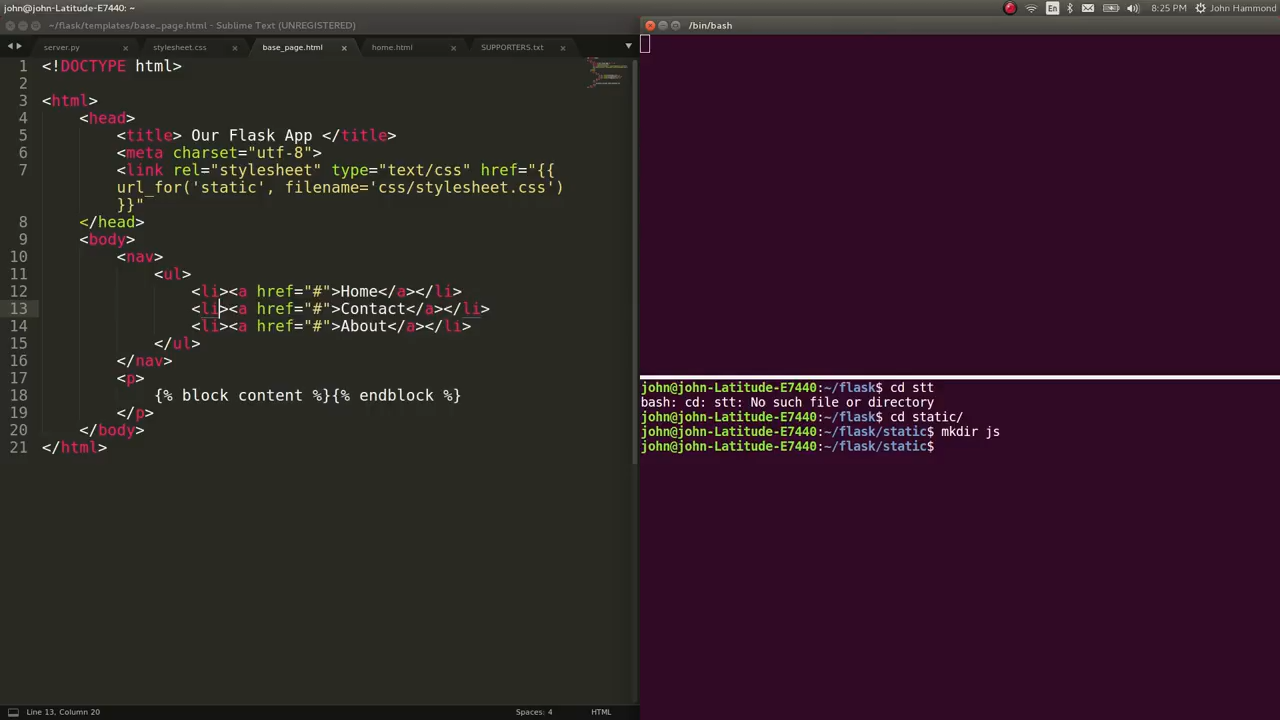 john@john-Latitude-E7440: ~
En
8:25 PM
John Hammond
~/flask/templates/base_page.html - Sublime Text (UNREGISTERED)
/bin/bash
server.py
stylesheet.css
base_page.html
home.html
SUPPORTERS.txt
1 <!DOCTYPE html>
2
3 <html>
4 <head>
5 <title> Our Flask App </title>
6 <meta charset="utf-8">
7 <link rel="stylesheet" type="text/css" href="{{
url_for('static', filename='css/stylesheet.css')
}}"
8 </head>
9 <body>
10 <nav>
11 <ul>
12 <li><a href="#">Home</a></li>
13 <li><a href="#">Contact</a></li>
14 <li><a href="#">About</a></li>
15 </ul>
16 </nav>
17 <p>
18 {% block content %}{% endblock %}
19 </p>
20 </body>
21 </html>
john@john-Latitude-E7440:~/flask$ cd stt
bash: cd: stt: No such file or directory
john@john-Latitude-E7440:~/flask$ cd static/
john@john-Latitude-E7440:~/flask/static$ mkdir js
john@john-Latitude-E7440:~/flask/static$
Line 13, Column 20
Spaces: 4
HTML